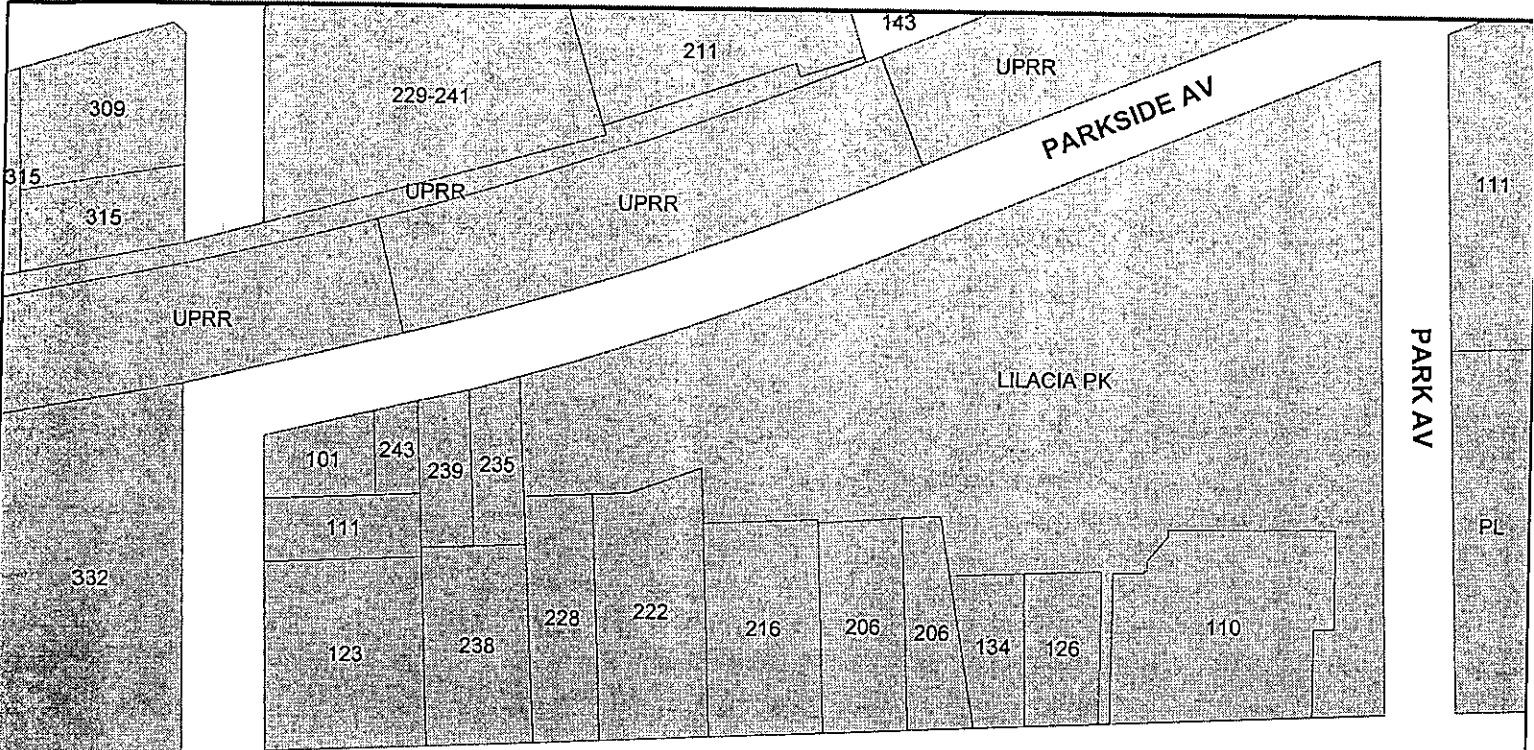 143
211
UPRR
229-241
309
PARKSIDE AV
315
111
UPRR
UPRR
315
UPRR
PARK AV
LILACIA PK
243
101
239
235
111
PL
332
228
222
216
206
206
110
238
134
126
123